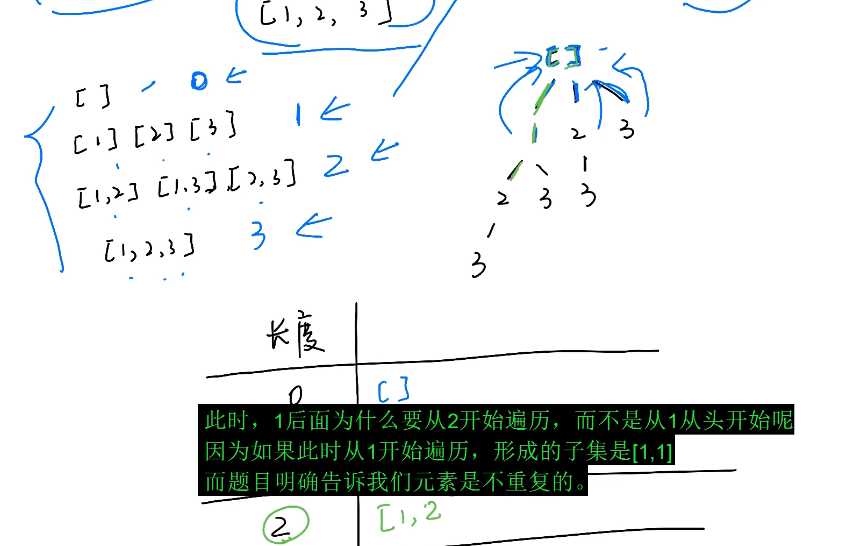 [1, 2, 3]
[ ] 0
[1] [2] [3] 1
[1,2] [1,3], [2,3] 2
[1,2,3] 3
[ ]
1 2 3
2 3 3
3
长度
0 [ ]
此时，1后面为什么要从2开始遍历，而不是从1从头开始呢
因为如果此时从1开始遍历，形成的子集是[1,1]
而题目明确告诉我们元素是不重复的。
2 [1,2